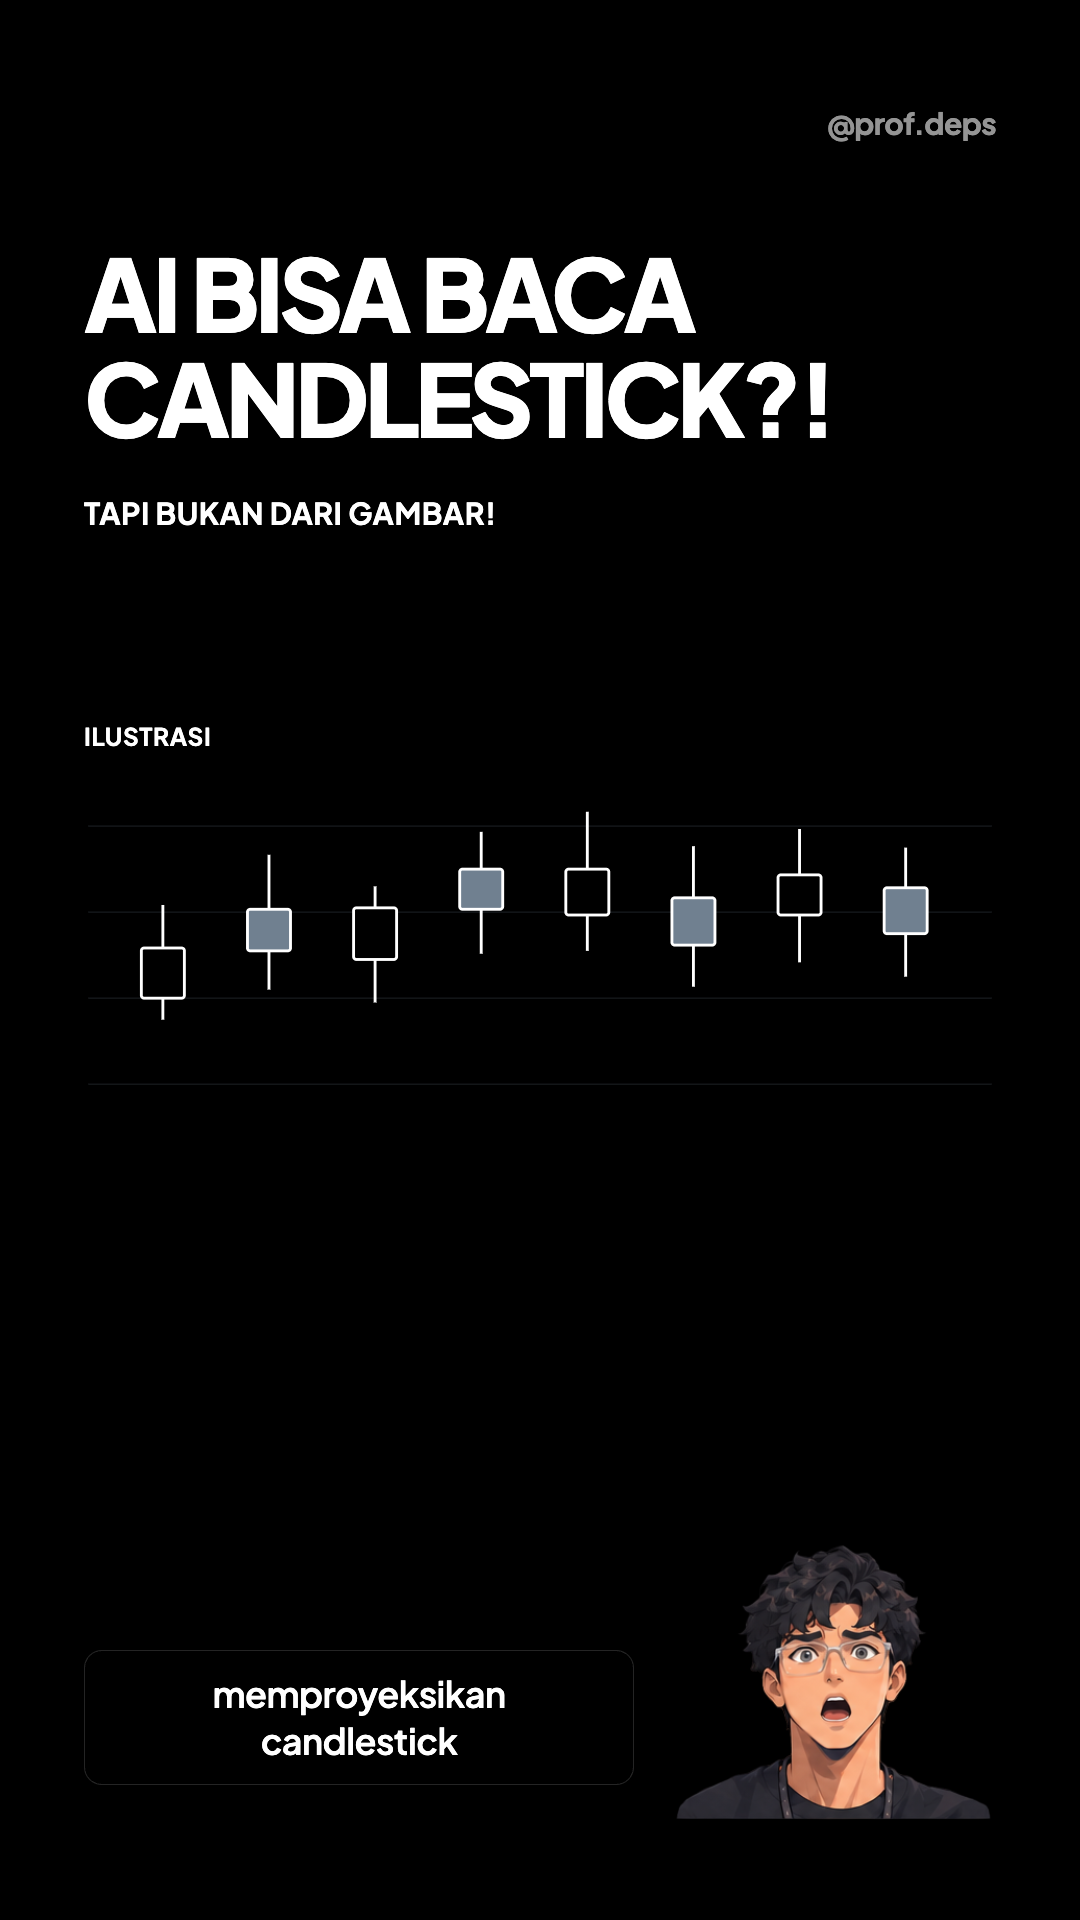 @prof.deps
AI BISA BACA
CANDLESTICK?!
TAPI BUKAN DARI GAMBAR!
ILUSTRASI
memproyeksikan
candlestick